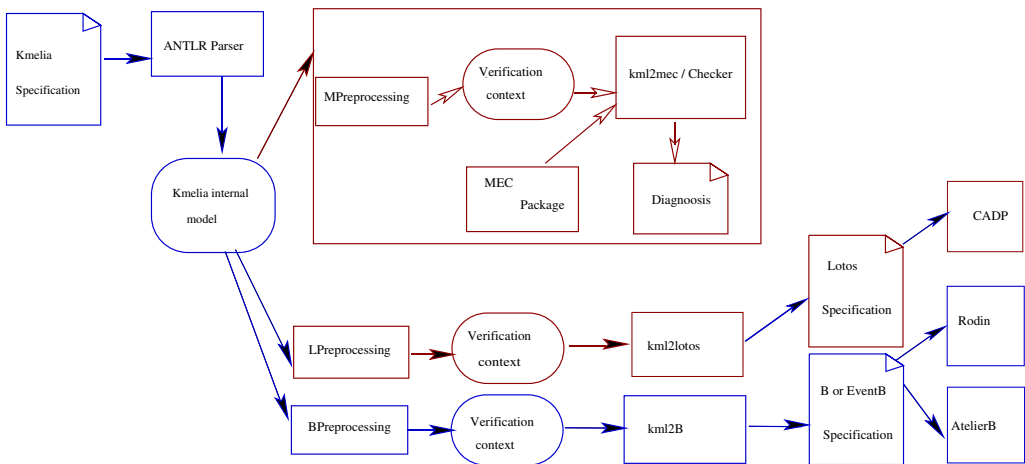 Kmelia
Specification
ANTLR Parser
Kmelia internal
model
MPreprocessing
Verification
context
kml2mec / Checker
MEC
Package
Diagnoosis
LPreprocessing
Verification
context
kml2lotos
Lotos
Specification
CADP
BPreprocessing
Verification
context
kml2B
B or EventB
Specification
Rodin
AtelierB